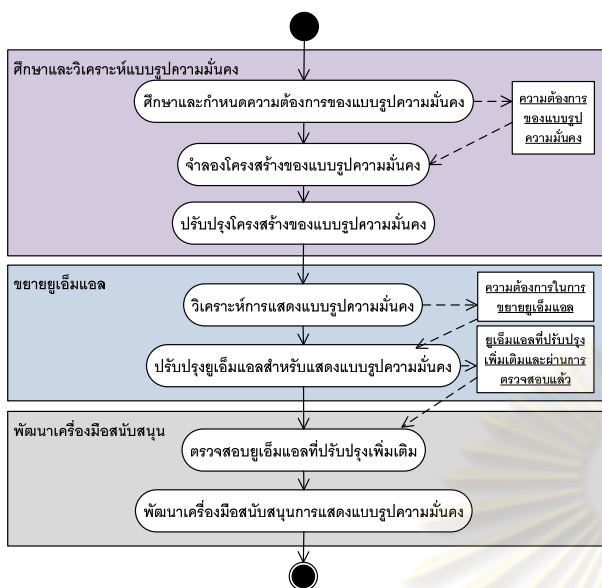 ศึกษาและวิเคราะห์แบบรูปความมั่นคง
ศึกษาและกำหนดความต้องการของแบบรูปความมั่นคง
ความต้องการ
ของแบบรูป
ความมั่นคง
จำลองโครงสร้างของแบบรูปความมั่นคง
ปรับปรุงโครงสร้างของแบบรูปความมั่นคง
ขยายยูเอ็มแอล
วิเคราะห์การแสดงแบบรูปความมั่นคง
ความต้องการในการ
ขยายยูเอ็มแอล
ปรับปรุงยูเอ็มแอลสำหรับแสดงแบบรูปความมั่นคง
ยูเอ็มแอลที่ปรับปรุง
เพิ่มเติมและผ่านการ
ตรวจสอบแล้ว
พัฒนาเครื่องมือสนับสนุน
ตรวจสอบยูเอ็มแอลที่ปรับปรุงเพิ่มเติม
พัฒนาเครื่องมือสนับสนุนการแสดงแบบรูปความมั่นคง